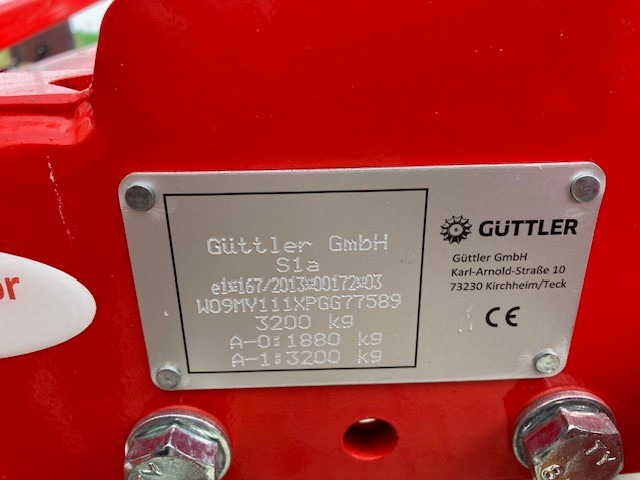 Güttler GmbH
S1a
e1*167/2013*00172*03
W09MY111XPGG77589
3200 kg
A-0:1880 kg
A-1:3200 kg
GÜTTLER
Güttler GmbH
Karl-Arnold-Straße 10
73230 Kirchheim/Teck
CE
or